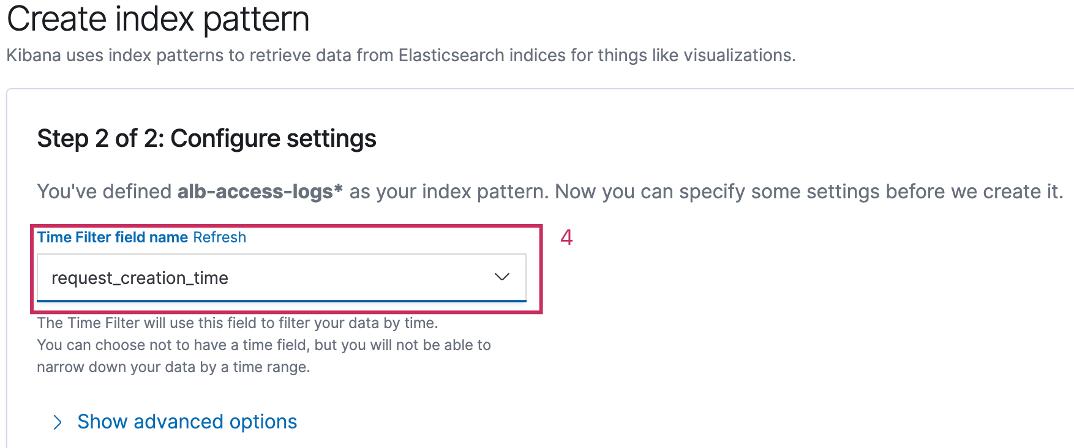 Create index pattern
Kibana uses index patterns to retrieve data from Elasticsearch indices for things like visualizations.
Step 2 of 2: Configure settings
You've defined alb-access-logs* as your index pattern. Now you can specify some settings before we create it.
Time Filter field name Refresh
4
request_creation_time
The Time Filter will use this field to filter your data by time.
You can choose not to have a time field, but you will not be able to
narrow down your data by a time range.
Show advanced options